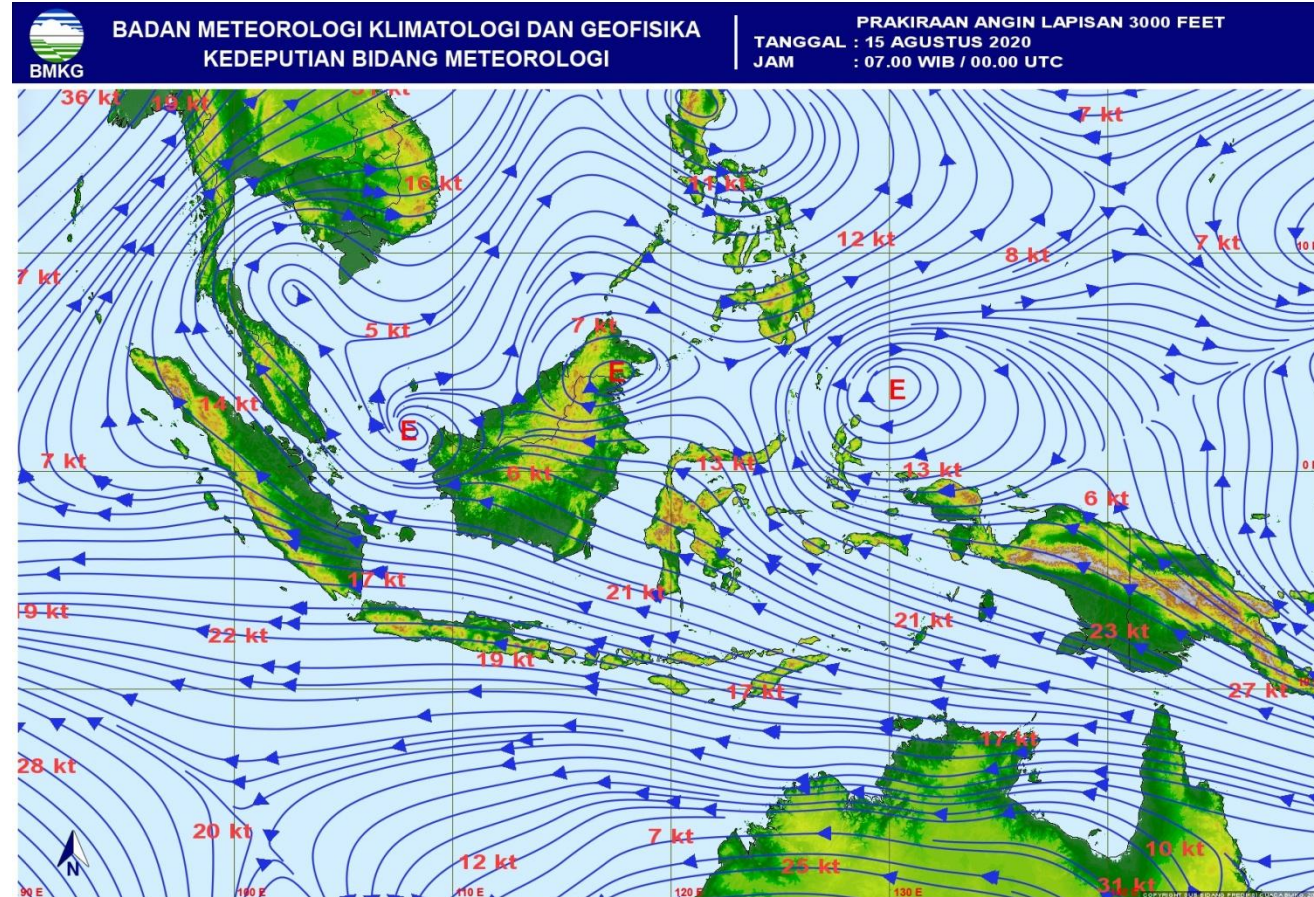 BMKG
BADAN METEOROLOGI KLIMATOLOGI DAN GEOFISIKA
KEDEPUTIAN BIDANG METEOROLOGI
PRAKIRAAN ANGIN LAPISAN 3000 FEET
TANGGAL : 15 AGUSTUS 2020
JAM : 07.00 WIB / 00.00 UTC
36 kt
19 kt
7 kt
16 kt
11 kt
12 kt
8 kt
7 kt
10
7 kt
5 kt
7 kt
E
E
E
14 kt
7 kt
6 kt
13 kt
13 kt
0
6 kt
17 kt
21 kt
19 kt
22 kt
21 kt
23 kt
19 kt
17 kt
27 kt
17 kt
28 kt
20 kt
7 kt
12 kt
25 kt
10 kt
31 kt
N
90 E
100 E
110 E
120 E
130 E